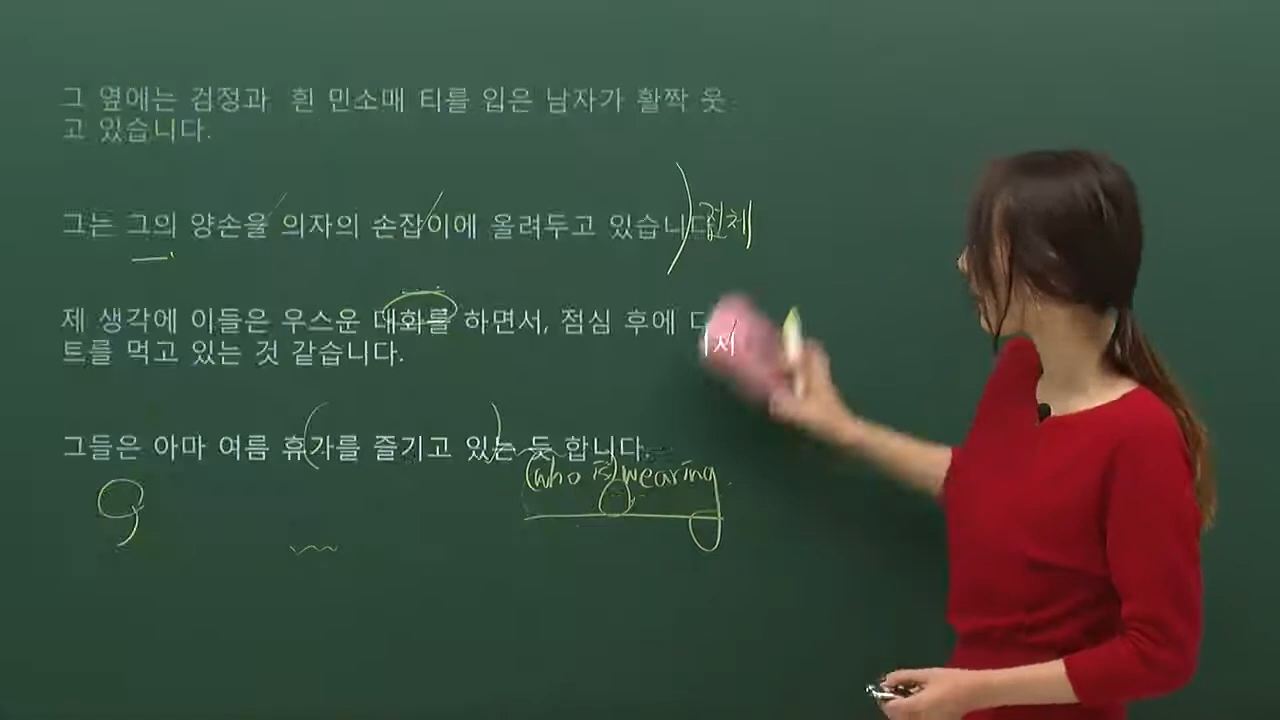 그 옆에는 검정과 흰 민소매 티를 입은 남자가 활짝 웃
고 있습니다.
그는 그의 양손을 의자의 손잡이에 올려두고 있습니다. 전체
제 생각에 이들은 우스운 대화를 하면서, 점심 후에
트를 먹고 있는 것 같습니다.
그들은 아마 여름 휴가를 즐기고 있는 듯 합니다.
(who is) wearing